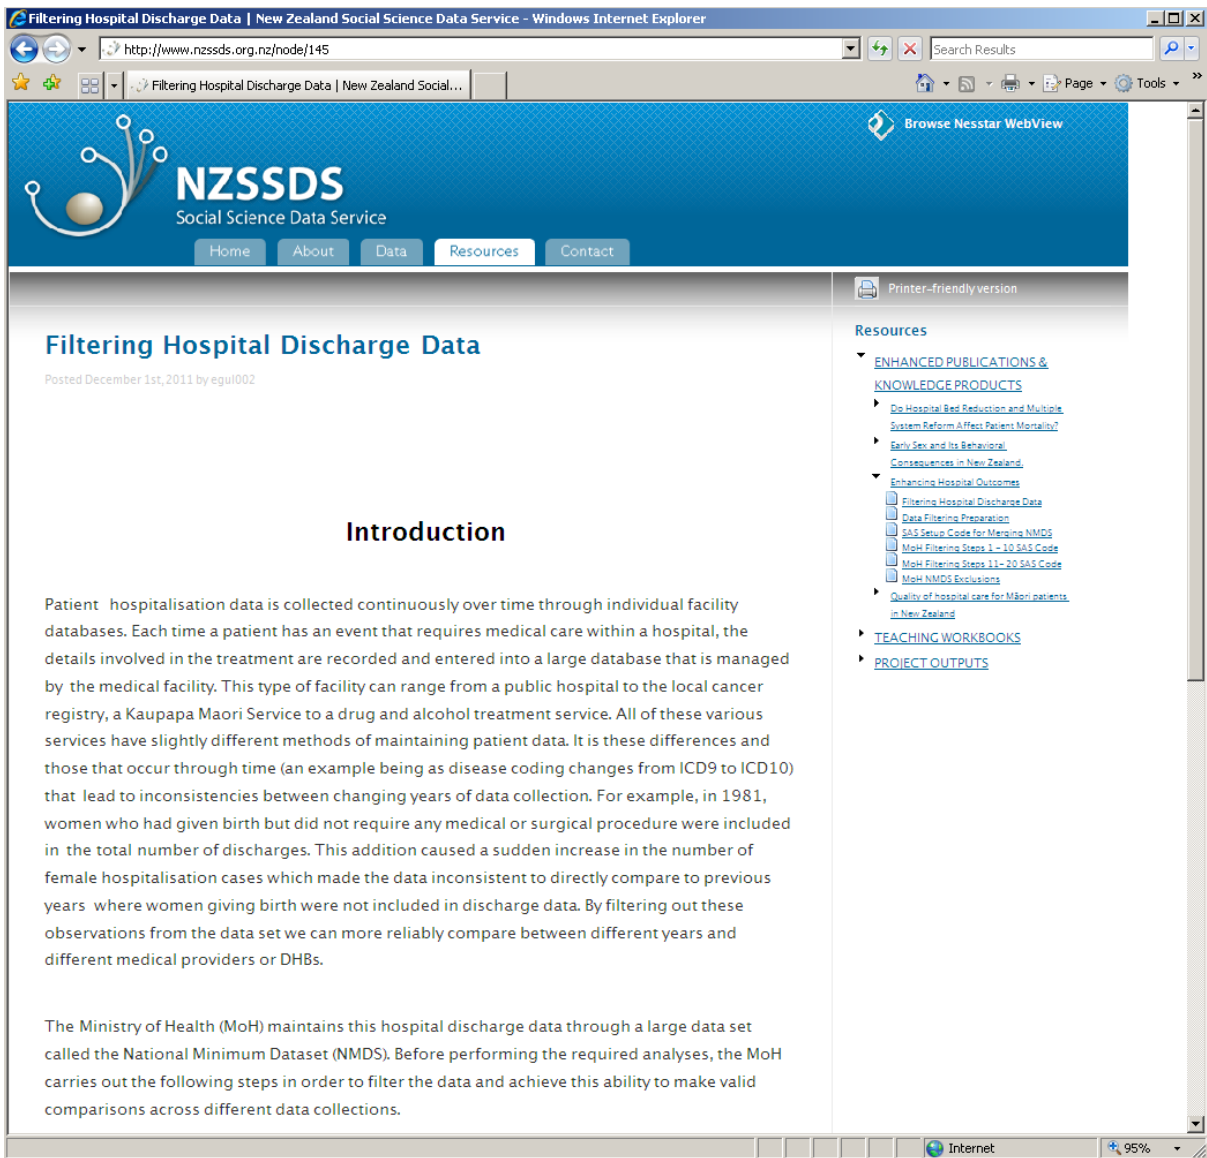 Filtering Hospital Discharge Data | New Zealand Social Science Data Service - Windows Internet Explorer
http://www.nzssds.org.nz/node/145
Search Results
Filtering Hospital Discharge Data | New Zealand Social...
Page
Tools
»
Browse Nesstar WebView
NZSSDS
Social Science Data Service
Home
About
Data
Resources
Contact
Printer-friendly version
Filtering Hospital Discharge Data
Posted December 1st, 2011 by egul002
Introduction
Patient hospitalisation data is collected continuously over time through individual facility
databases. Each time a patient has an event that requires medical care within a hospital, the
details involved in the treatment are recorded and entered into a large database that is managed
by the medical facility. This type of facility can range from a public hospital to the local cancer
registry, a Kaupapa Maori Service to a drug and alcohol treatment service. All of these various
services have slightly different methods of maintaining patient data. It is these differences and
those that occur through time (an example being as disease coding changes from ICD9 to ICD10)
that lead to inconsistencies between changing years of data collection. For example, in 1981,
women who had given birth but did not require any medical or surgical procedure were included
in the total number of discharges. This addition caused a sudden increase in the number of
female hospitalisation cases which made the data inconsistent to directly compare to previous
years where women giving birth were not included in discharge data. By filtering out these
observations from the data set we can more reliably compare between different years and
different medical providers or DHBs.
The Ministry of Health (MoH) maintains this hospital discharge data through a large data set
called the National Minimum Dataset (NMDS). Before performing the required analyses, the MoH
carries out the following steps in order to filter the data and achieve this ability to make valid
comparisons across different data collections.
Resources
ENHANCED PUBLICATIONS &
KNOWLEDGE PRODUCTS
Do Hospital Bed Reduction and Multiple
System Reform Affect Patient Mortality?
Early Sex and Its Behavioral
Consequences in New Zealand.
Enhancing Hospital Outcomes
Filtering Hospital Discharge Data
Data Filtering Preparation
SAS Setup Code for Merging NMDS
MoH Filtering Steps 1 - 10 SAS Code
MoH Filtering Steps 11- 20 SAS Code
MoH NMDS Exclusions
Quality of hospital care for Māori patients
in New Zealand
TEACHING WORKBOOKS
PROJECT OUTPUTS
Internet
95%